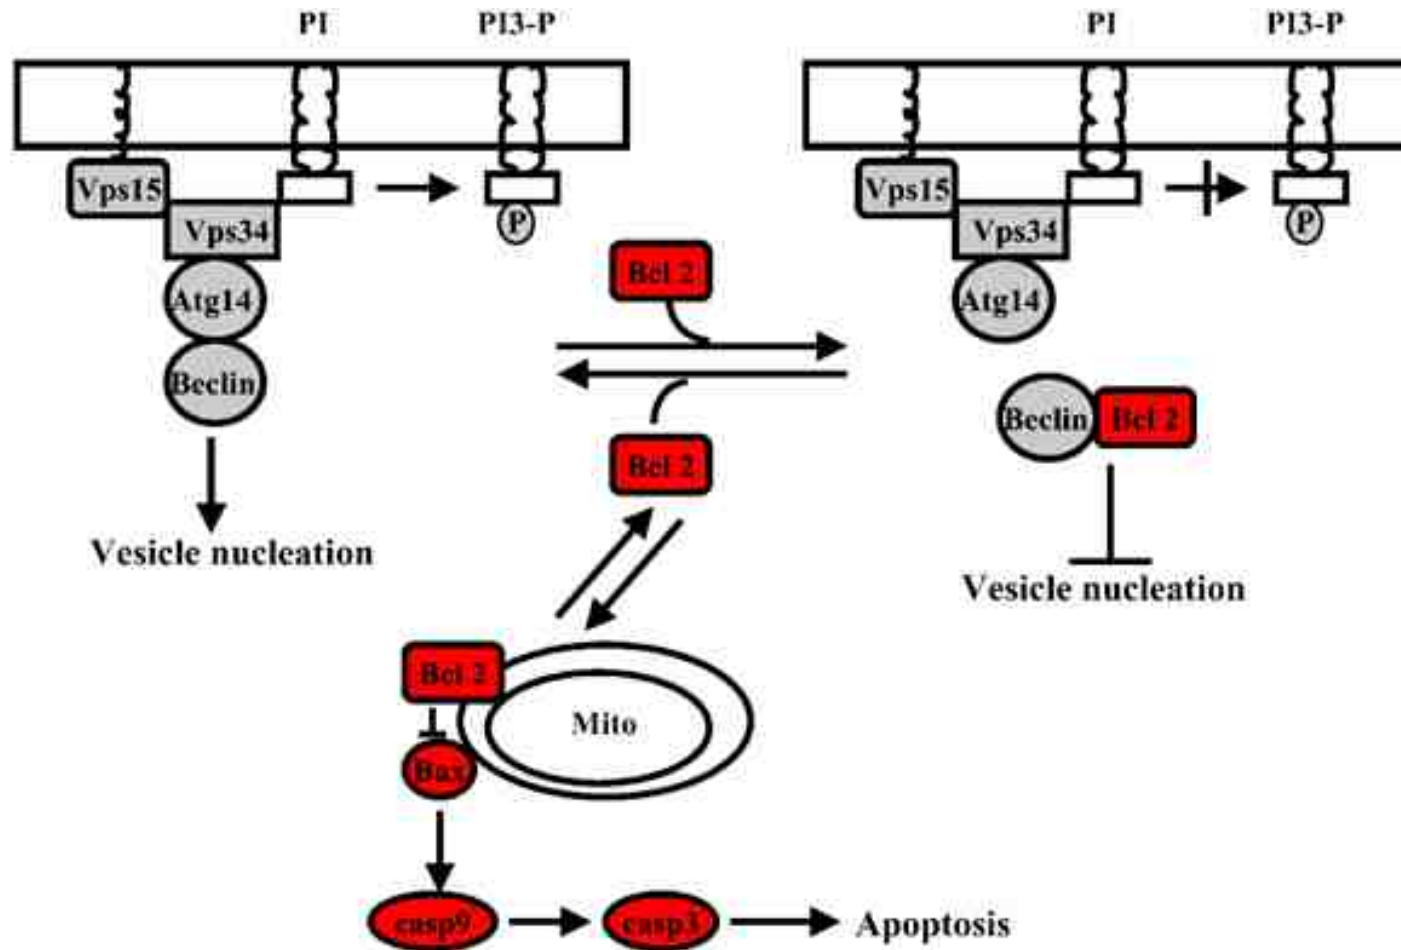 PI PI3-P
Vps15
Vps34
P
Atg14
Beclin
Vesicle nucleation
PI PI3-P
Vps15
Vps34
P
Atg14
Beclin Bcl 2
Vesicle nucleation
Bcl 2
Bcl 2
Bcl 2
Mito
Bax
casp9 casp3 Apoptosis